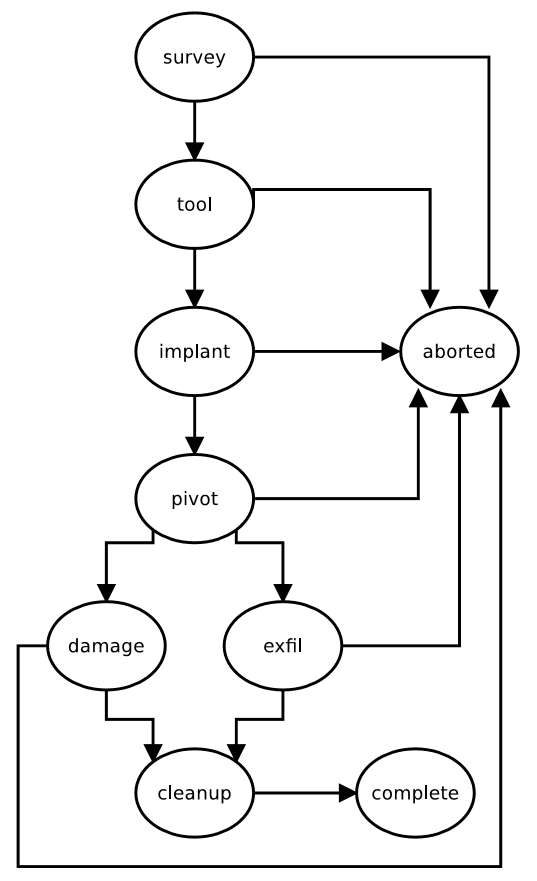 survey
tool
implant
aborted
pivot
damage
exfil
cleanup
complete